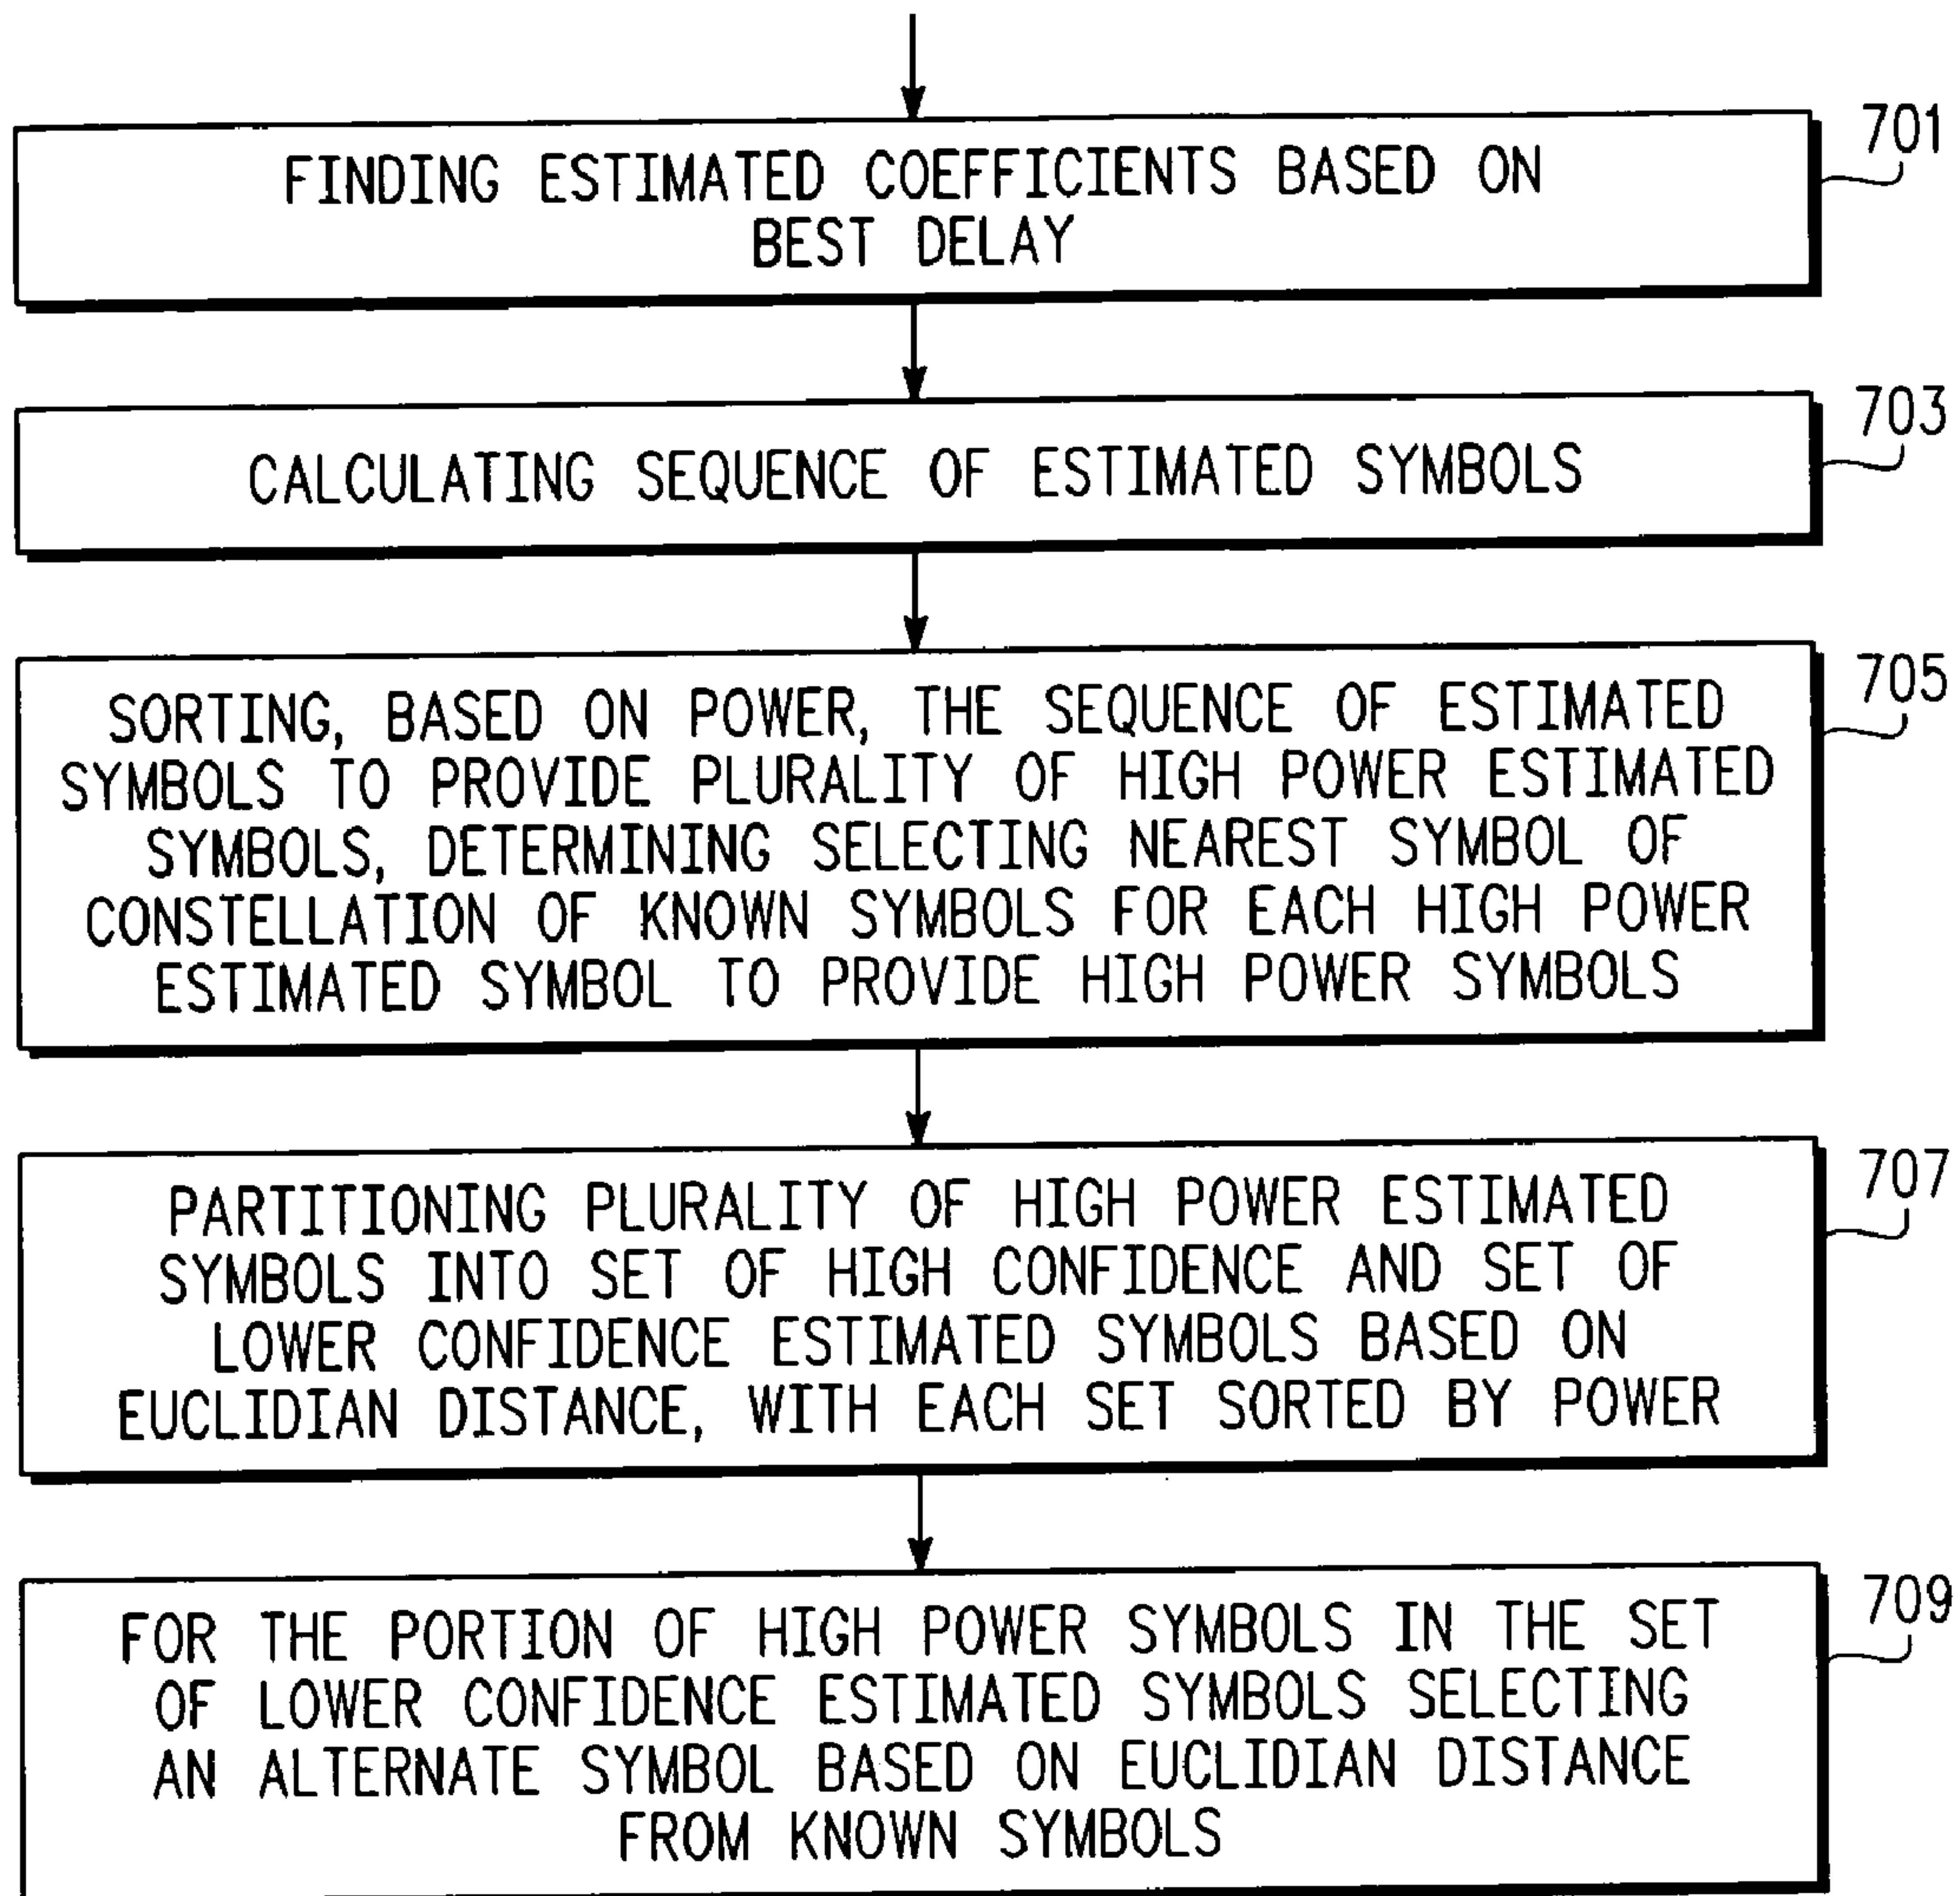 701
FINDING ESTIMATED COEFFICIENTS BASED ON
BEST DELAY
703
CALCULATING SEQUENCE OF ESTIMATED SYMBOLS
705
SORTING, BASED ON POWER, THE SEQUENCE OF ESTIMATED
SYMBOLS TO PROVIDE PLURALITY OF HIGH POWER ESTIMATED
SYMBOLS, DETERMINING SELECTING NEAREST SYMBOL OF
CONSTELLATION OF KNOWN SYMBOLS FOR EACH HIGH POWER
ESTIMATED SYMBOL TO PROVIDE HIGH POWER SYMBOLS
707
PARTITIONING PLURALITY OF HIGH POWER ESTIMATED
SYMBOLS INTO SET OF HIGH CONFIDENCE AND SET OF
LOWER CONFIDENCE ESTIMATED SYMBOLS BASED ON
EUCLIDIAN DISTANCE, WITH EACH SET SORTED BY POWER
709
FOR THE PORTION OF HIGH POWER SYMBOLS IN THE SET
OF LOWER CONFIDENCE ESTIMATED SYMBOLS SELECTING
AN ALTERNATE SYMBOL BASED ON EUCLIDIAN DISTANCE
FROM KNOWN SYMBOLS